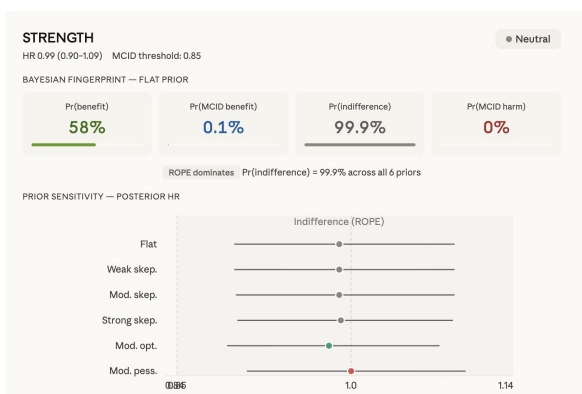 STRENGTH
Neutral
HR 0.99 (0.90–1.09) MCID threshold: 0.85
BAYESIAN FINGERPRINT — FLAT PRIOR
Pr(benefit) Pr(MCID benefit) Pr(indifference) Pr(MCID harm)
58% 0.1% 99.9% 0%
ROPE dominates Pr(indifference) = 99.9% across all 6 priors
PRIOR SENSITIVITY — POSTERIOR HR
Indifference (ROPE)
Flat
Weak skep.
Mod. skep.
Strong skep.
Mod. opt.
Mod. pess.
1.0 1.14